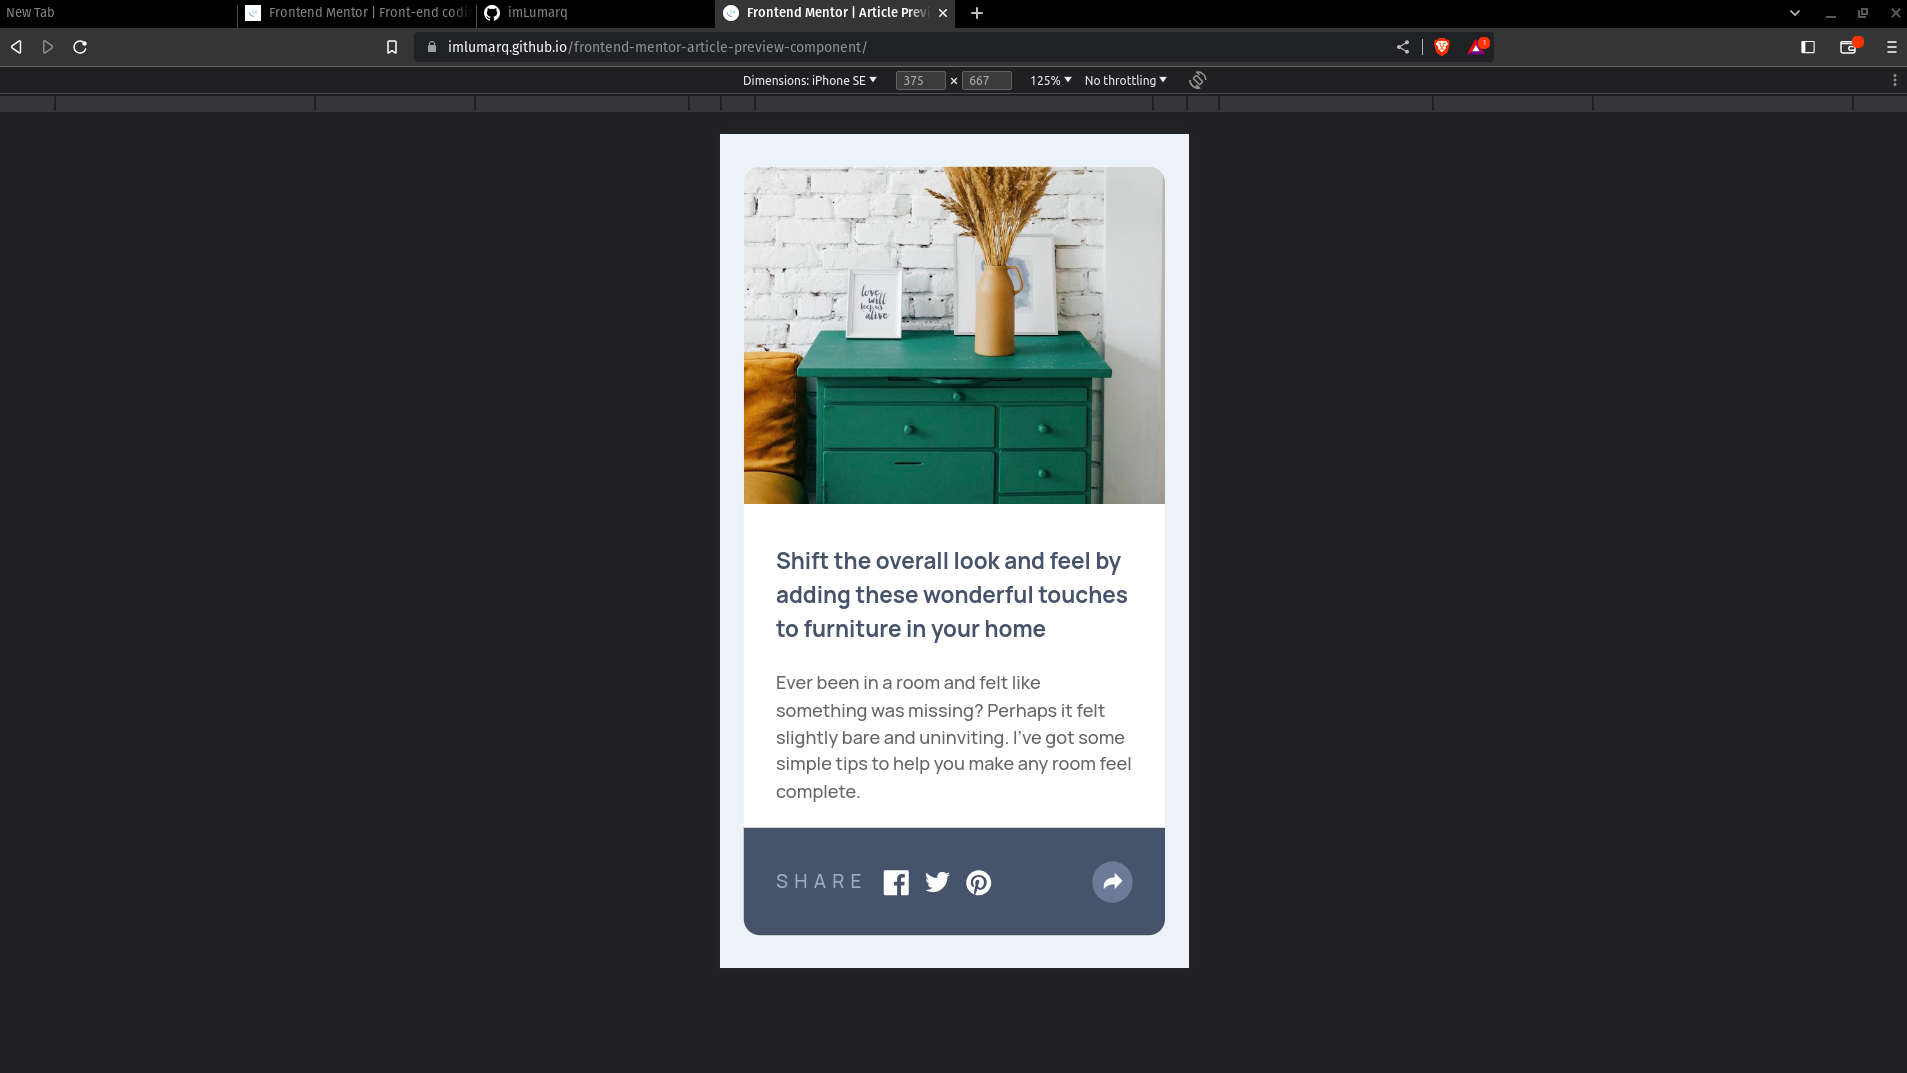 New Tab
Frontend Mentor | Front-end codi
imLumarq
Frontend Mentor | Article Previ
imlumarq.github.io/frontend-mentor-article-preview-component/
1
Dimensions: iPhone SE
375
×
667
125%
No throttling
love
will
keep us
alive
Shift the overall look and feel by
adding these wonderful touches
to furniture in your home
Ever been in a room and felt like
something was missing? Perhaps it felt
slightly bare and uninviting. I’ve got some
simple tips to help you make any room feel
complete.
SHARE